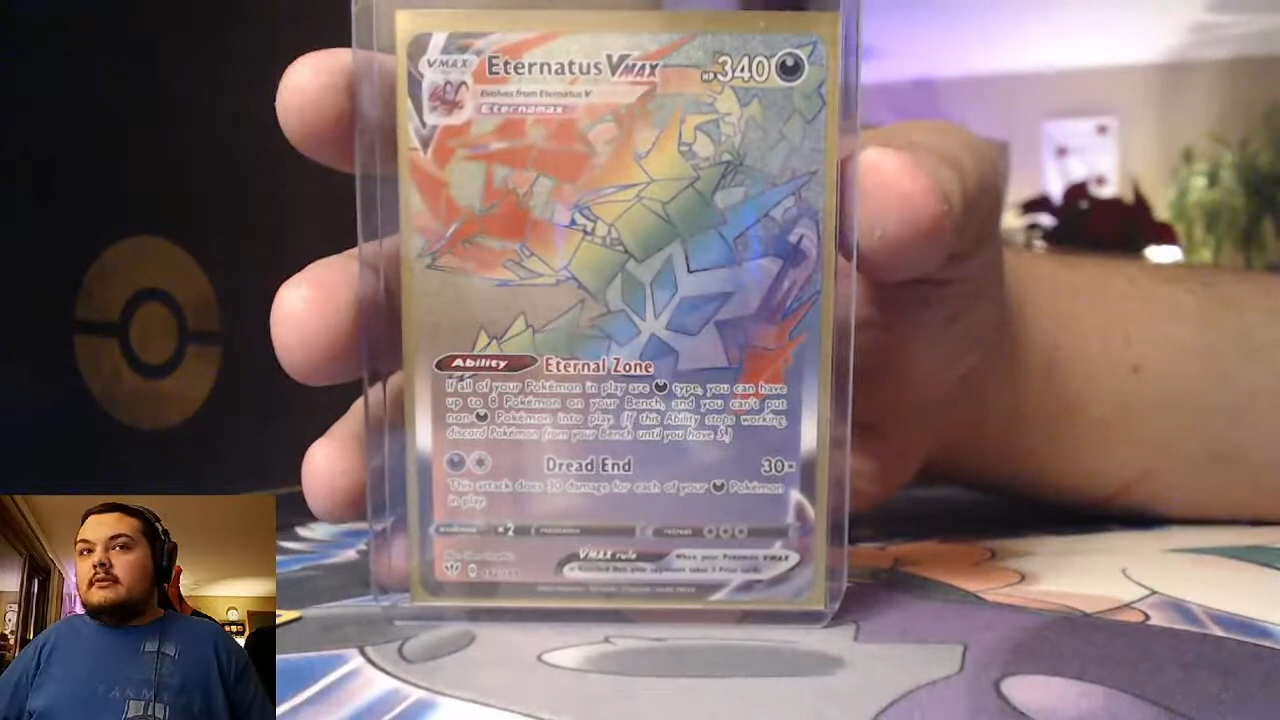 VMAX Eternatus VMAX HP 340
Evolves from Eternatus V
Eternamax
Ability Eternal Zone
If all of your Pokémon in play are type, you can have
up to 8 Pokémon on your Bench, and you can't put
non- Pokémon into play. (If this Ability stops working,
discard Pokémon from your Bench until you have 5.)
Dread End 30×
This attack does 30 damage for each of your Pokémon
in play.
weakness ×2 resistance retreat
VMAX rule When your Pokémon VMAX
is Knocked Out, your opponent takes 3 Prize cards.